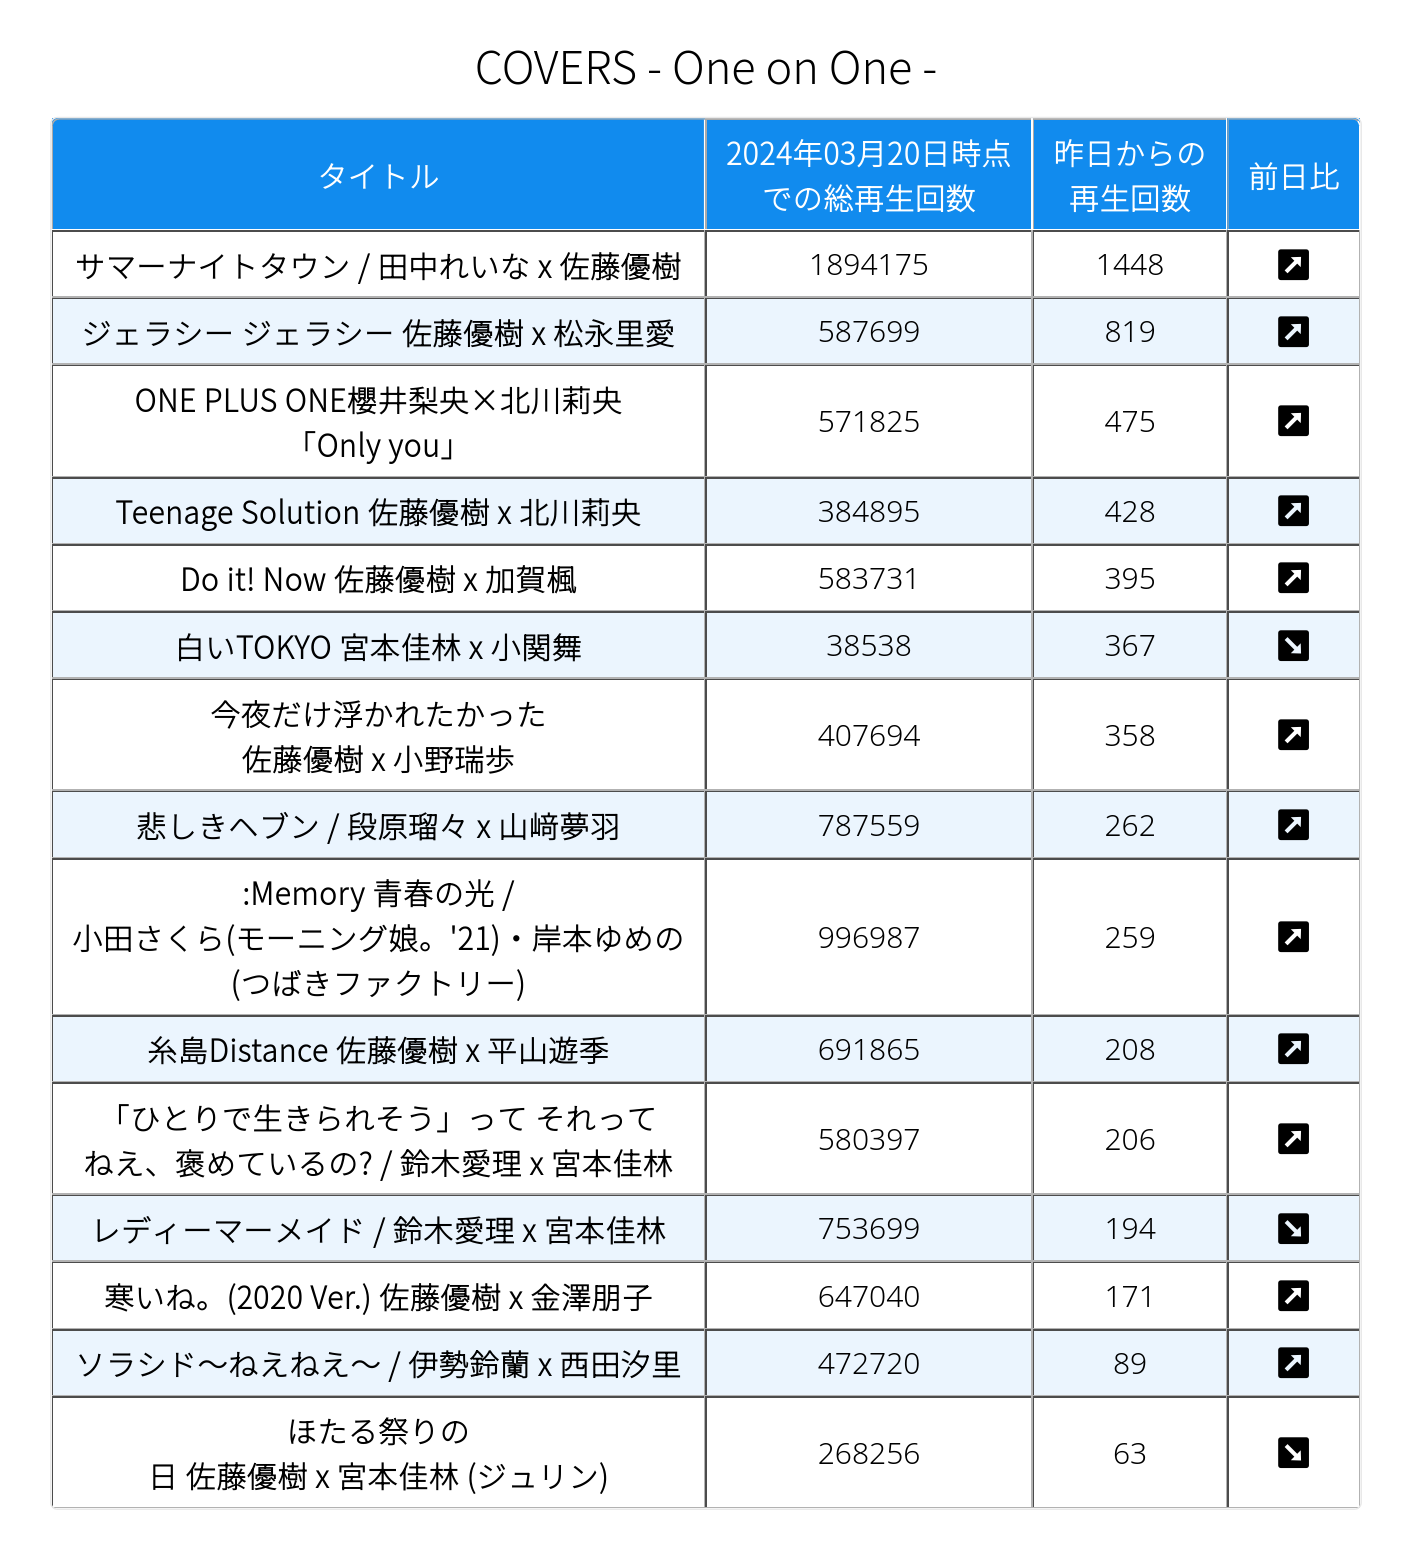 COVERS - One on One -
タイトル
2024年03月20日時点
での総再生回数
昨日からの
再生回数
前日比
サマーナイトタウン / 田中れいな x 佐藤優樹
1894175
1448
ジェラシー ジェラシー 佐藤優樹 x 松永里愛
587699
819
ONE PLUS ONE櫻井梨央×北川莉央
「Only you」
571825
475
Teenage Solution 佐藤優樹 x 北川莉央
384895
428
Do it! Now 佐藤優樹 x 加賀楓
583731
395
白いTOKYO 宮本佳林 x 小関舞
38538
367
今夜だけ浮かれたかった
佐藤優樹 x 小野瑞歩
407694
358
悲しきヘブン / 段原瑠々 x 山﨑夢羽
787559
262
:Memory 青春の光 /
小田さくら(モーニング娘。'21)・岸本ゆめの
(つばきファクトリー)
996987
259
糸島Distance 佐藤優樹 x 平山遊季
691865
208
「ひとりで生きられそう」って それって
ねえ、褒めているの? / 鈴木愛理 x 宮本佳林
580397
206
レディーマーメイド / 鈴木愛理 x 宮本佳林
753699
194
寒いね。(2020 Ver.) 佐藤優樹 x 金澤朋子
647040
171
ソラシド〜ねえねえ〜 / 伊勢鈴蘭 x 西田汐里
472720
89
ほたる祭りの
日 佐藤優樹 x 宮本佳林 (ジュリン)
268256
63